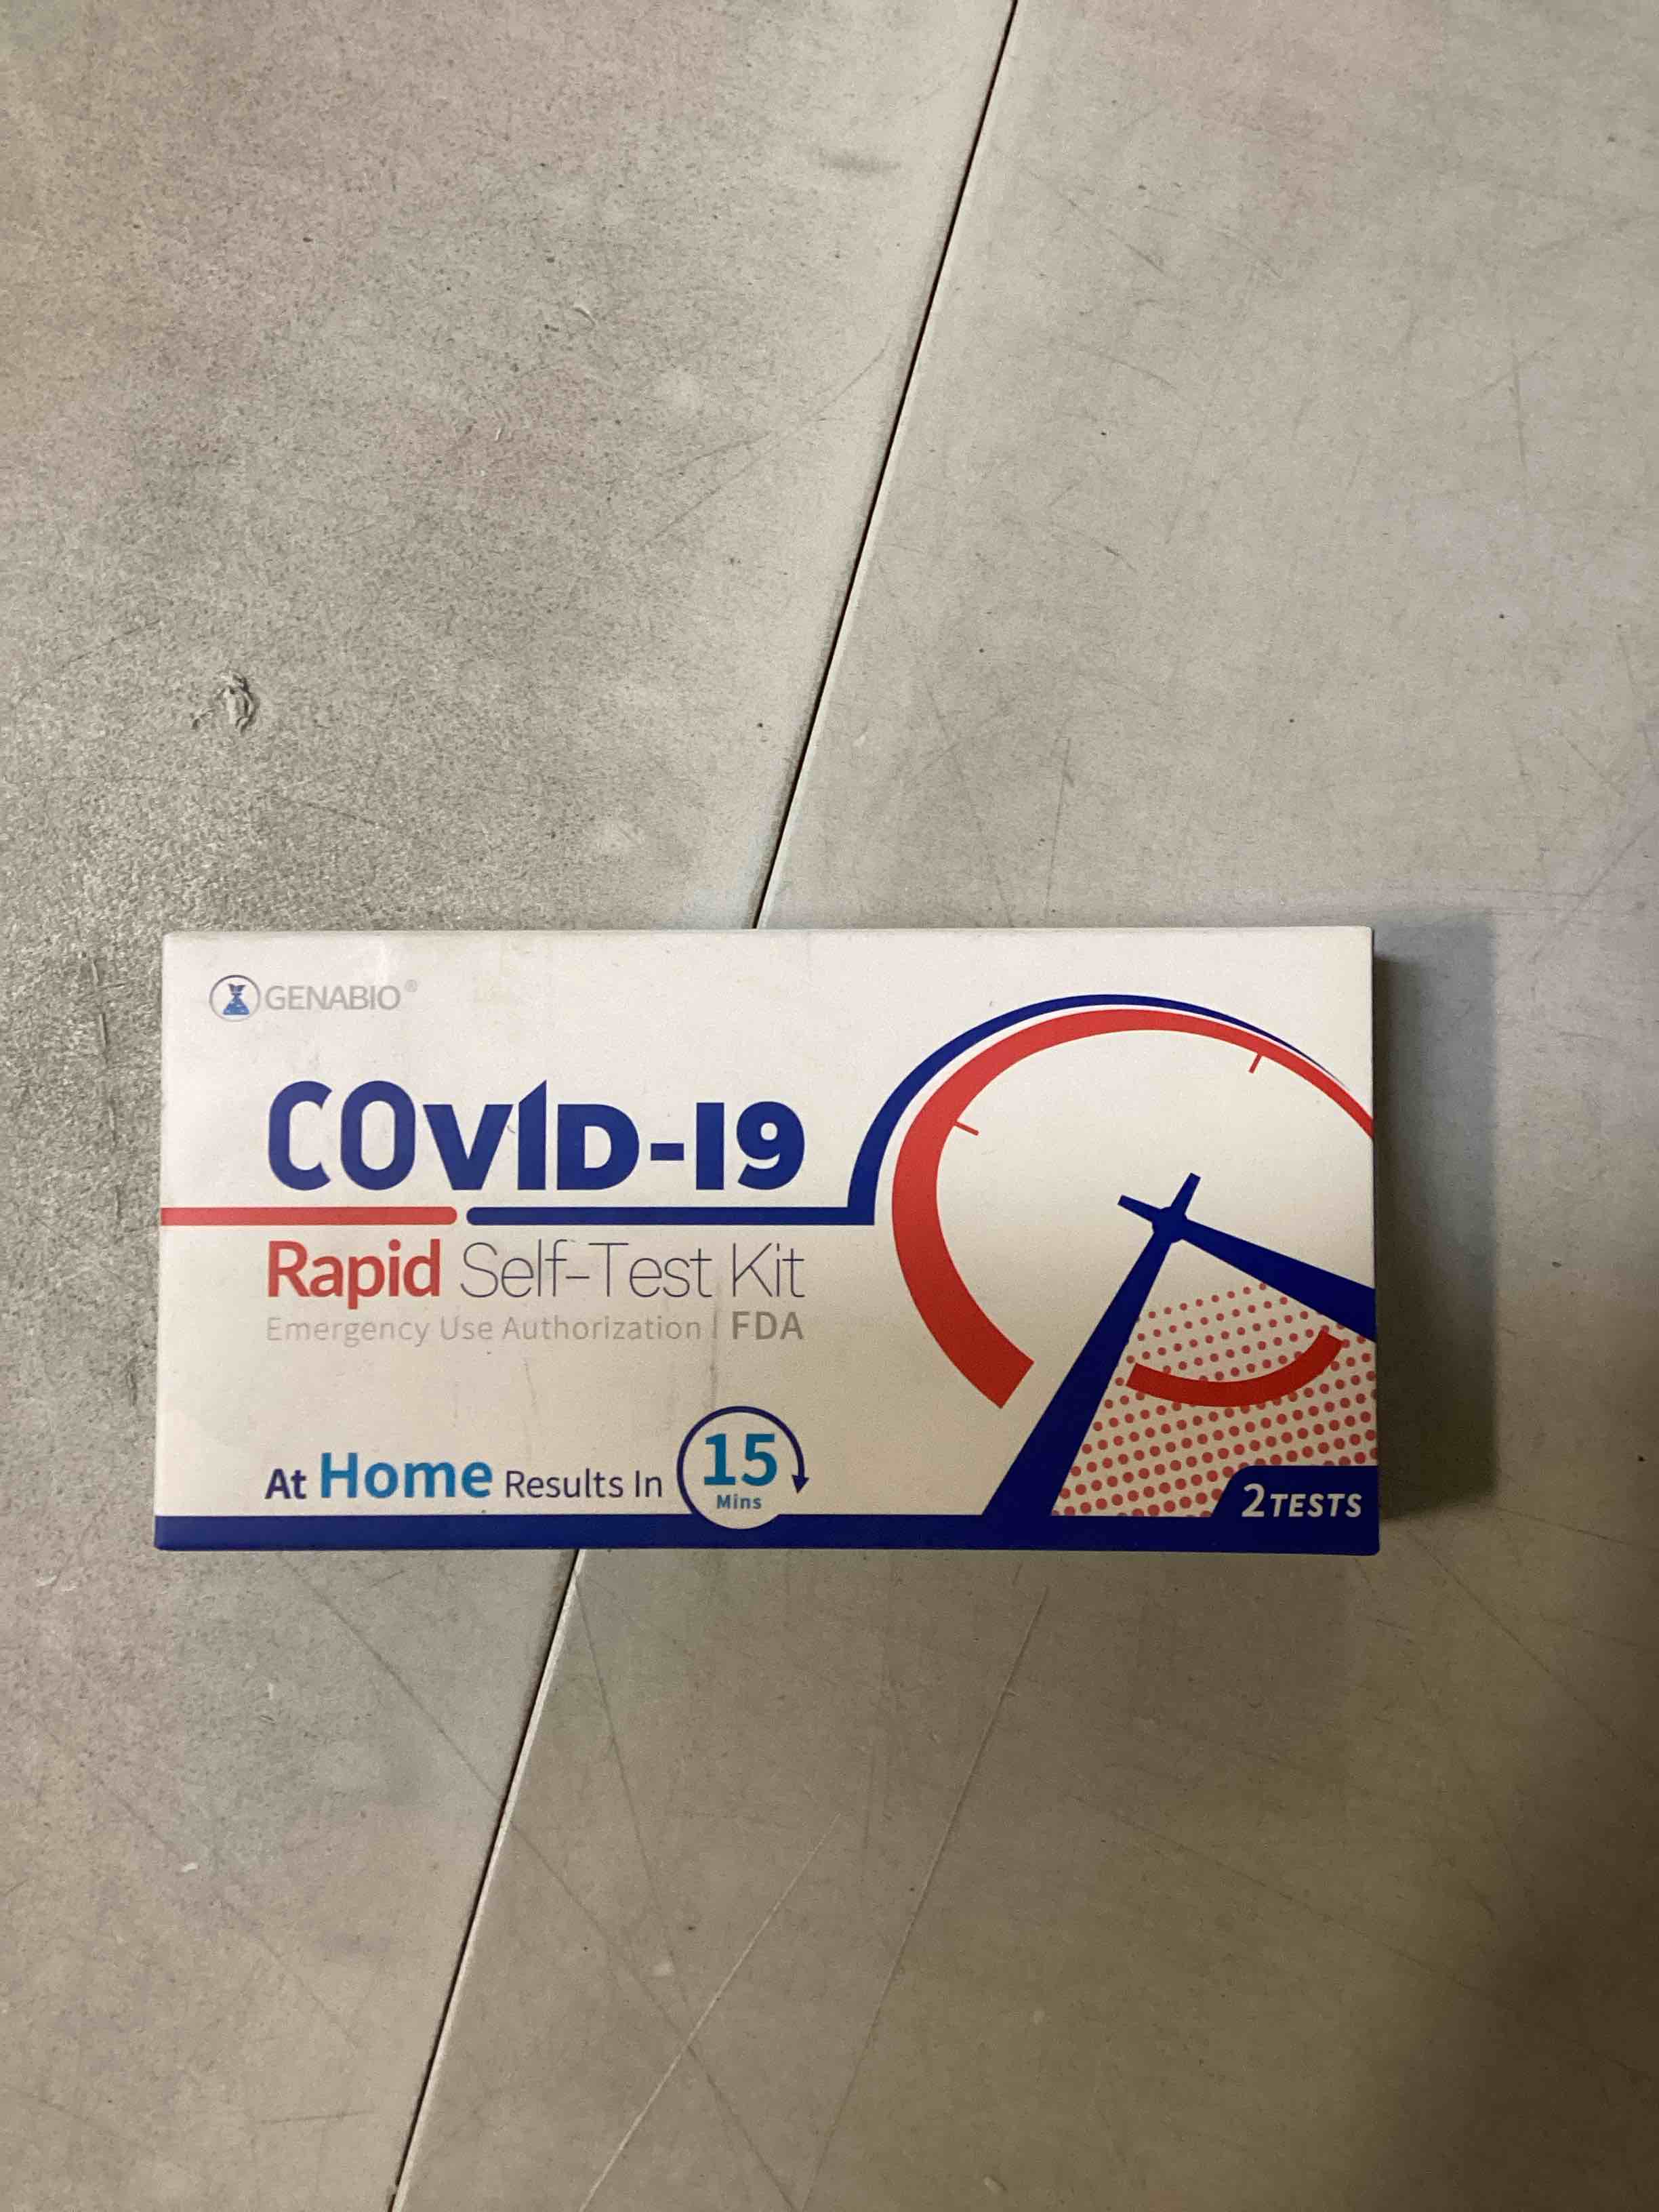 GENABIO®
COVID-19
Rapid Self-Test Kit
Emergency Use Authorization | FDA
At Home Results In 15 Mins
2 TESTS